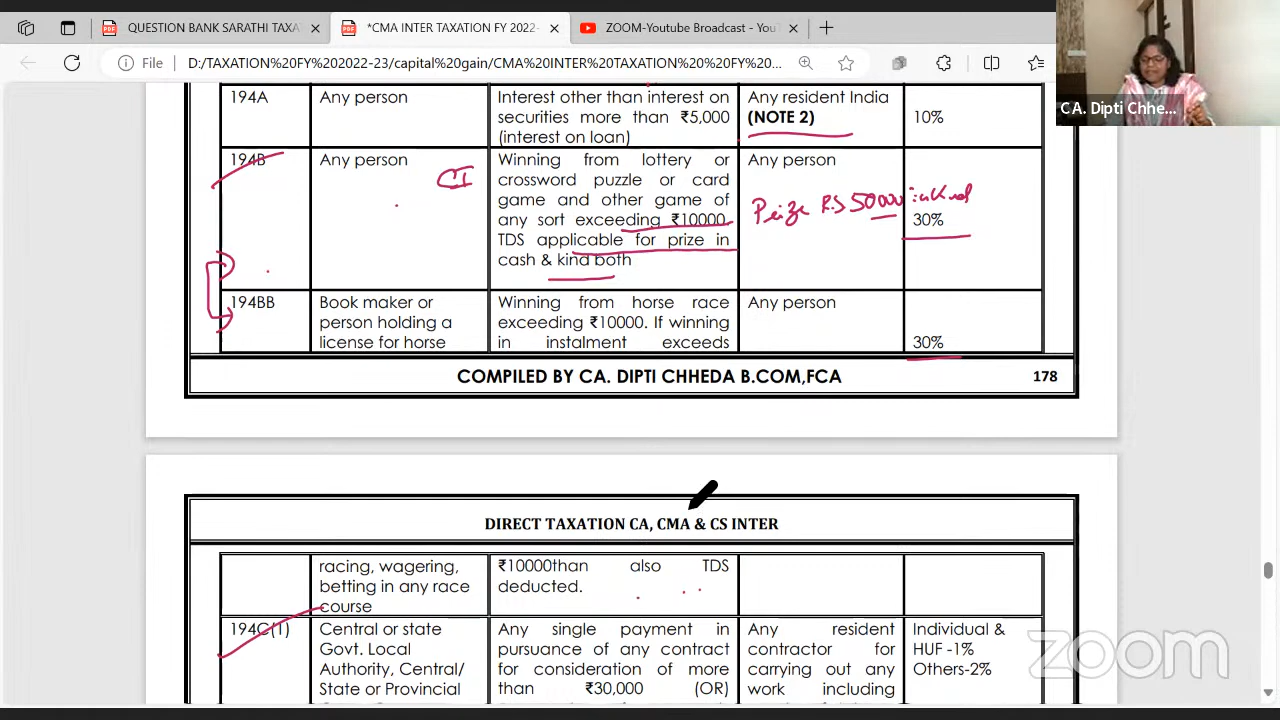 QUESTION BANK SARATHI TAXA
*CMA INTER TAXATION FY 2022-
ZOOM-Youtube Broadcast - You
File
D:/TAXATION%20FY%202022-23/capital%20gain/CMA%20INTER%20TAXATION%20%20FY%20...
CA. Dipti Chhe...
194A
Any person
Interest other than interest on
securities more than ₹5,000
(interest on loan)
Any resident India
(NOTE 2)
10%
194B
Any person
CI
Winning from lottery or
crossword puzzle or card
game and other game of
any sort exceeding ₹10000.
TDS applicable for prize in
cash & kind both
Any person
Prize RS 50000 in kind
30%
194BB
Book maker or
person holding a
license for horse
Winning from horse race
exceeding ₹10000. If winning
in instalment exceeds
Any person
30%
COMPILED BY CA. DIPTI CHHEDA B.COM,FCA
178
DIRECT TAXATION CA, CMA & CS INTER
racing, wagering,
betting in any race
course
₹10000than also TDS
deducted.
194C(1)
Central or state
Govt. Local
Authority, Central/
State or Provincial
Any single payment in
pursuance of any contract
for consideration of more
than ₹30,000 (OR)
Any resident
contractor for
carrying out any
work including
Individual &
HUF -1%
Others-2%
zoom